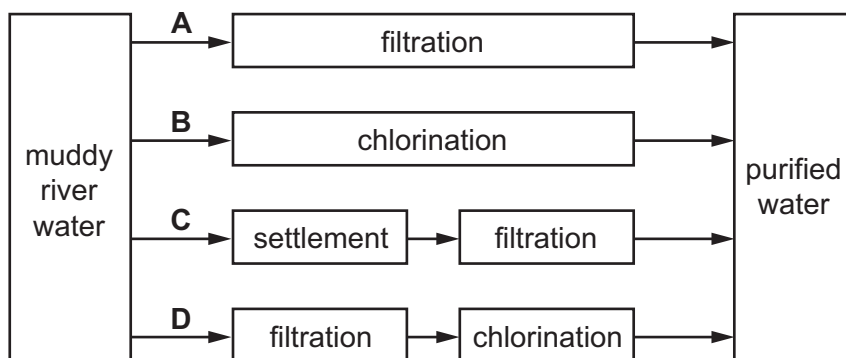 A
filtration
B
chlorination
muddy
river
water
purified
water
C
settlement
filtration
D
filtration
chlorination